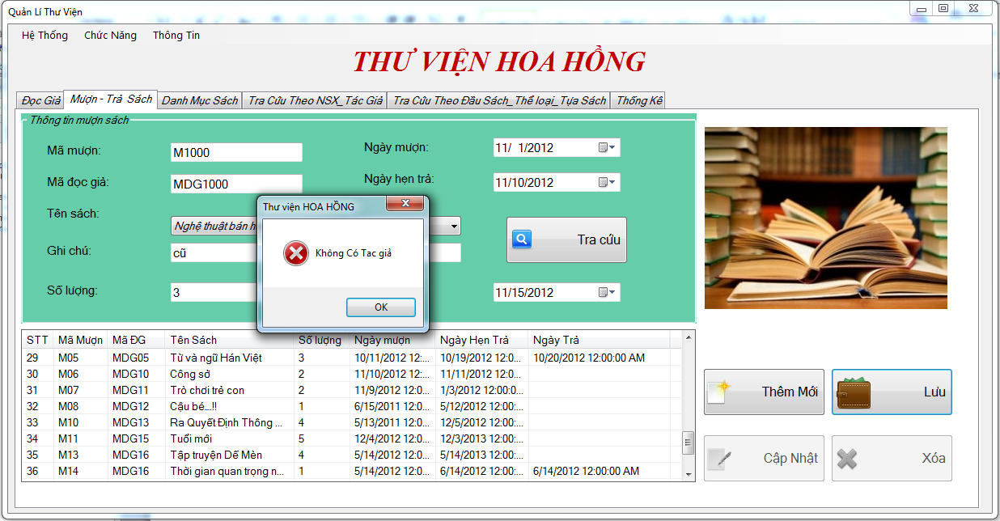 Quản Lí Thư Viện
Hệ Thống Chức Năng Thông Tin
THƯ VIỆN HOA HỒNG
Đọc Giả Mượn - Trả Sách Danh Mục Sách Tra Cứu Theo NSX_Tác Giả Tra Cứu Theo Đầu Sách_Thể loại_Tựa Sách Thống Kê
Thông tin mượn sách
Mã mượn: M1000 Ngày mượn: 11/ 1/2012
Mã đọc giả: MDG1000 Ngày hẹn trả: 11/10/2012
Tên sách: Nghệ thuật bán
Ghi chú: cũ
Số lượng: 3 11/15/2012
Tra cứu
Thư viện HOA HỒNG
Không Có Tac giả
OK
STT Mã Mượn Mã ĐG Tên Sách Số lượng Ngày mượn Ngày Hẹn Trả Ngày Trả
29 M05 MDG05 Từ và ngữ Hán Việt 3 10/11/2012 12:... 10/19/2012 12:0... 10/20/2012 12:00:00 AM
30 M06 MDG10 Công sở 2 11/10/2012 12:... 11/11/2012 12:0...
31 M07 MDG11 Trò chơi trẻ con 2 11/9/2012 12:0... 1/3/2012 12:00:0...
32 M08 MDG12 Cậu bé....!! 1 6/15/2011 12:0... 5/12/2012 12:00:...
33 M10 MDG13 Ra Quyết Định Thông ... 4 5/13/2011 12:0... 12/5/2012 12:00:...
34 M11 MDG15 Tuổi mới 5 12/4/2012 12:0... 12/3/2013 12:00:...
35 M13 MDG16 Tập truyện Dế Mèn 4 5/14/2012 12:0... 5/14/2013 12:00:...
36 M14 MDG16 Thời gian quan trọng n... 1 5/14/2012 12:0... 6/14/2012 12:00:... 6/14/2012 12:00:00 AM
Thêm Mới Lưu
Cập Nhật Xóa